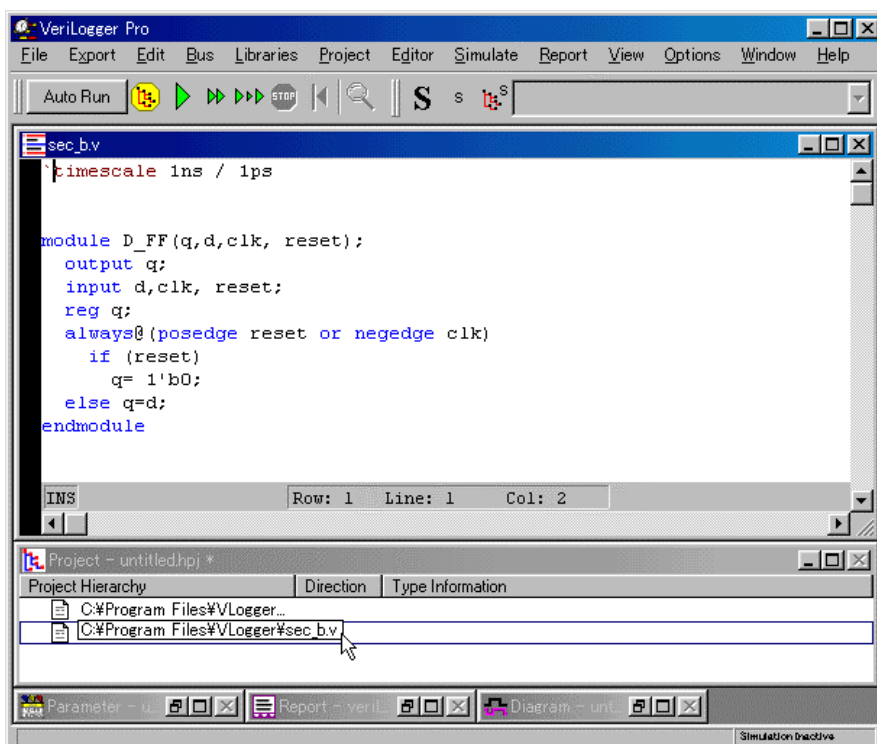 VeriLogger Pro
File Export Edit Bus Libraries Project Editor Simulate Report View Options Window Help
Auto Run STOP S s S
sec_b.v
`timescale 1ns / 1ps
module D_FF(q,d,clk, reset);
output q;
input d,clk, reset;
reg q;
always@(posedge reset or negedge clk)
if (reset)
q= 1'b0;
else q=d;
endmodule
INS Row: 1 Line: 1 Col: 2
Project - untitled.hpj *
Project Hierarchy Direction Type Information
C:¥Program Files¥VLogger...
C:¥Program Files¥VLogger¥sec_b.v
Parameter - u... Report - veril... Diagram - unt...
Simulation Inactive